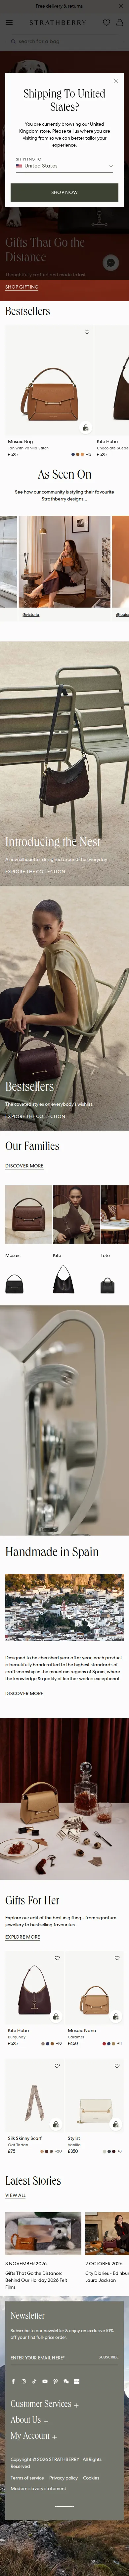 Free delivery & returns
STRATHBERRY
search for a bag
Shipping To United
States?
You are currently browsing our United
Kingdom store. Please tell us where you are
visiting from so we can better tailor your
experience.
SHIPPING TO
United States
SHOP NOW
Gifts That Go the
Distance
Thoughtfully crafted and made to last
SHOP GIFTING
Bestsellers
Mosaic Bag
Tan with Vanilla Stitch
£525
+12
Kite Hobo
Chocolate Suede
£525
As Seen On
See how our community is styling their favourite
Strathberry designs...
Introducing the Nest
A new silhouette, designed around the everyday
EXPLORE THE COLLECTION
Bestsellers
The coveted styles on everybody's wishlist.
EXPLORE THE COLLECTION
Our Families
DISCOVER MORE
Mosaic
Kite
Tote
Handmade in Spain
Designed to be cherished year after year, each product
is beautifully handcrafted to the highest standards of
craftsmanship in the mountain regions of Spain, where
the knowledge & quality of leather work is exceptional.
DISCOVER MORE
Gifts For Her
Explore our edit of the best in gifting - from signature
jewellery to bestselling favourites.
EXPLORE MORE
Kite Hobo
Burgundy
£525
Mosaic Nano
Caramel
£450
Silk Skinny Scarf
Oat Tartan
£75
Stylist
Vanilla
£350
Latest Stories
VIEW ALL
3 NOVEMBER 2026
Gifts That Go the Distance:
Behind Our Holiday 2026 Felt
Films
2 OCTOBER 2026
City Diaries - Edinbur
Laura Jackson
Newsletter
Subscribe to our newsletter & enjoy an exclusive 10%
off your first full price order.
ENTER YOUR EMAIL HERE*
SUBSCRIBE
Customer Services +
About Us +
My Account +
Copyright © 2026 STRATHBERRY · All Rights
Reserved
Terms of service Privacy policy Cookies
Modern slavery statement